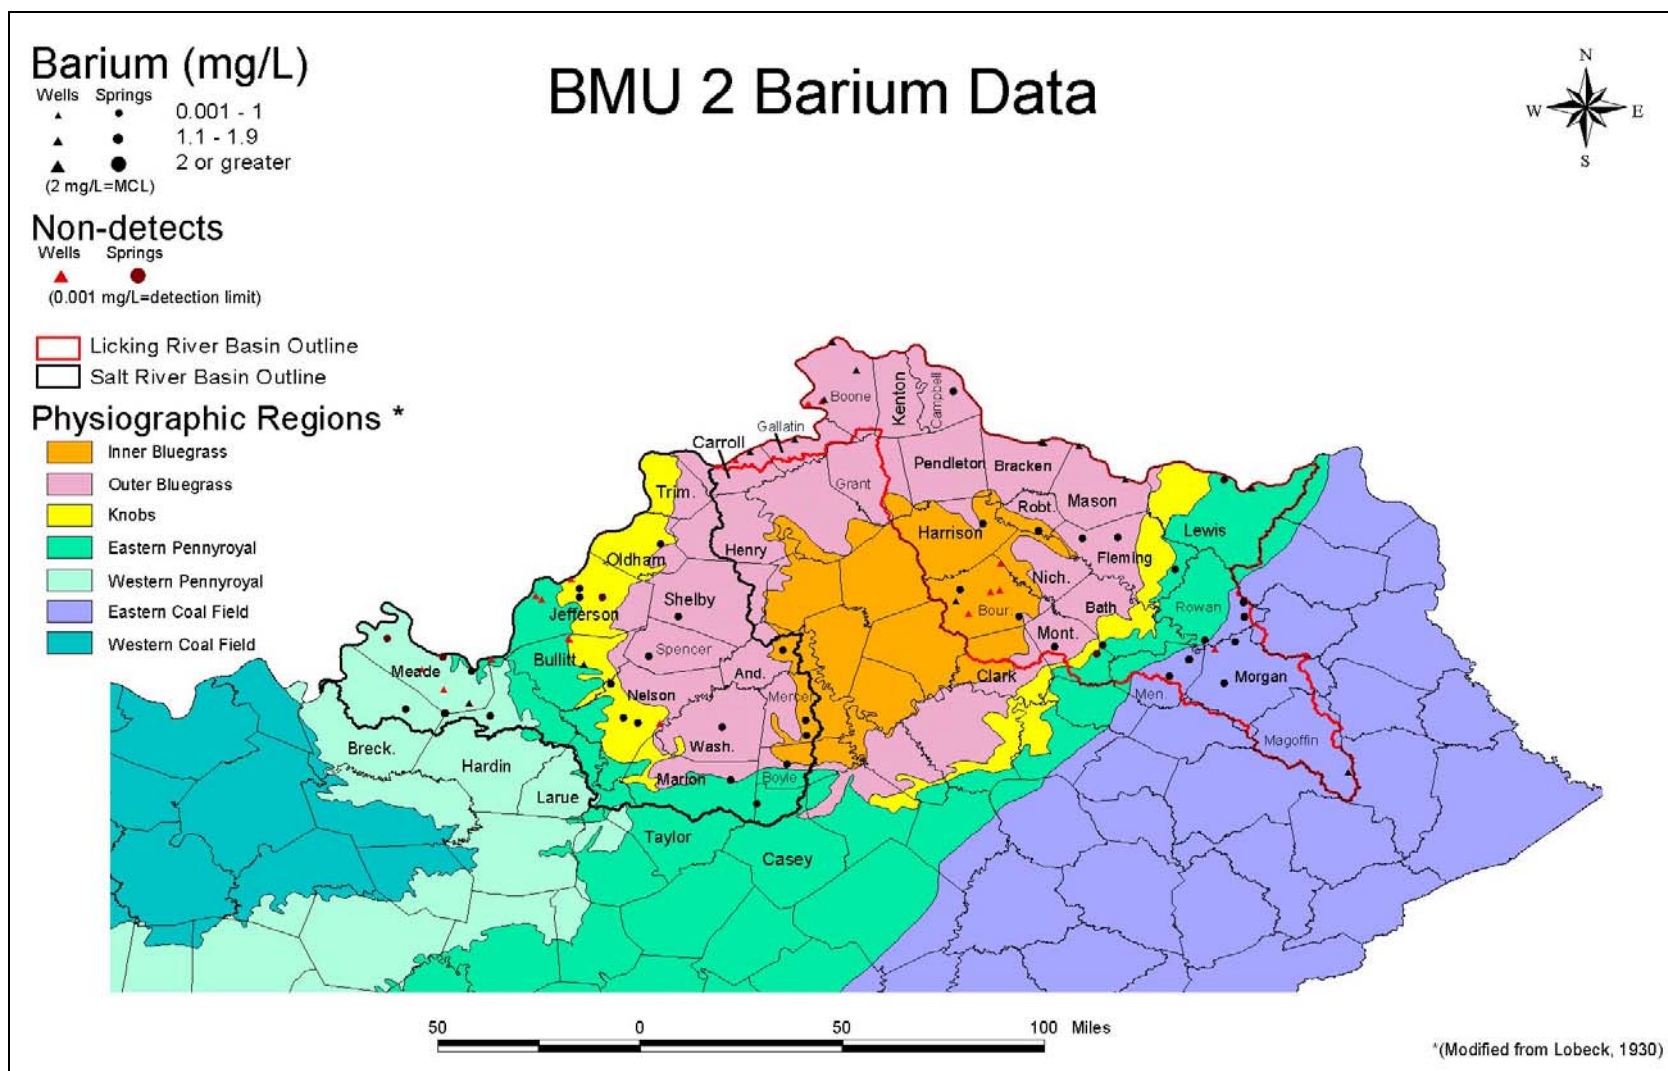 BMU 2 Barium Data
Barium (mg/L)
Wells Springs
0.001 - 1
1.1 - 1.9
2 or greater
(2 mg/L=MCL)
Non-detects
Wells Springs
(0.001 mg/L=detection limit)
Licking River Basin Outline
Salt River Basin Outline
Physiographic Regions *
Inner Bluegrass
Outer Bluegrass
Knobs
Eastern Pennyroyal
Western Pennyroyal
Eastern Coal Field
Western Coal Field
N
W E
S
Boone
Kenton
Campbell
Gallatin
Carroll
Grant
Pendleton
Bracken
Trim.
Robt.
Mason
Harrison
Lewis
Henry
Oldham
Fleming
Nich.
Shelby
Jefferson
Bour.
Bath
Rowan
Mont.
Spencer
Bullitt
Meade
And.
Clark
Morgan
Nelson
Mercer
Men.
Wash.
Breck.
Hardin
Magoffin
Marion
Boyle
Larue
Taylor
Casey
50 0 50 100 Miles
*(Modified from Lobeck, 1930)